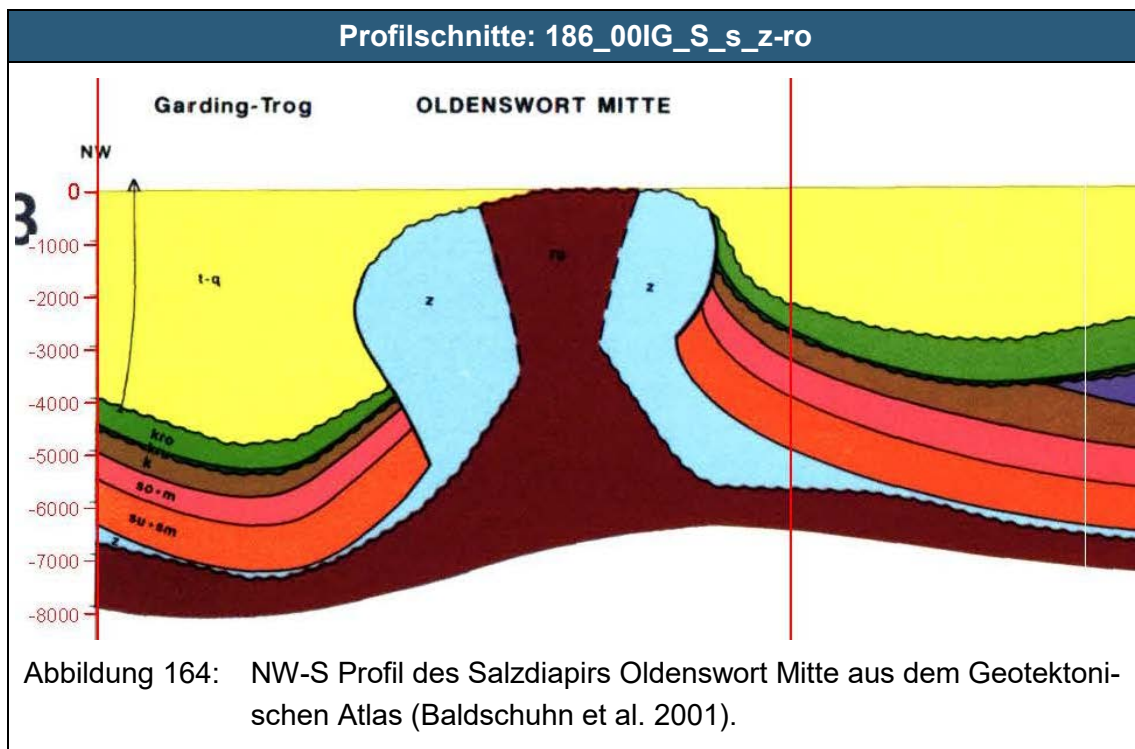 Profilschnitte: 186_00IG_S_s_z-ro
Garding-Trog OLDENSWORT MITTE
NW
0
3
-1000
t-q
ro
z
z
-2000
-3000
-4000
kro
kru
k
-5000
so+m
-6000
su+sm
z
-7000
-8000
Abbildung 164: NW-S Profil des Salzdiapirs Oldenswort Mitte aus dem Geotektoni-
schen Atlas (Baldschuhn et al. 2001).